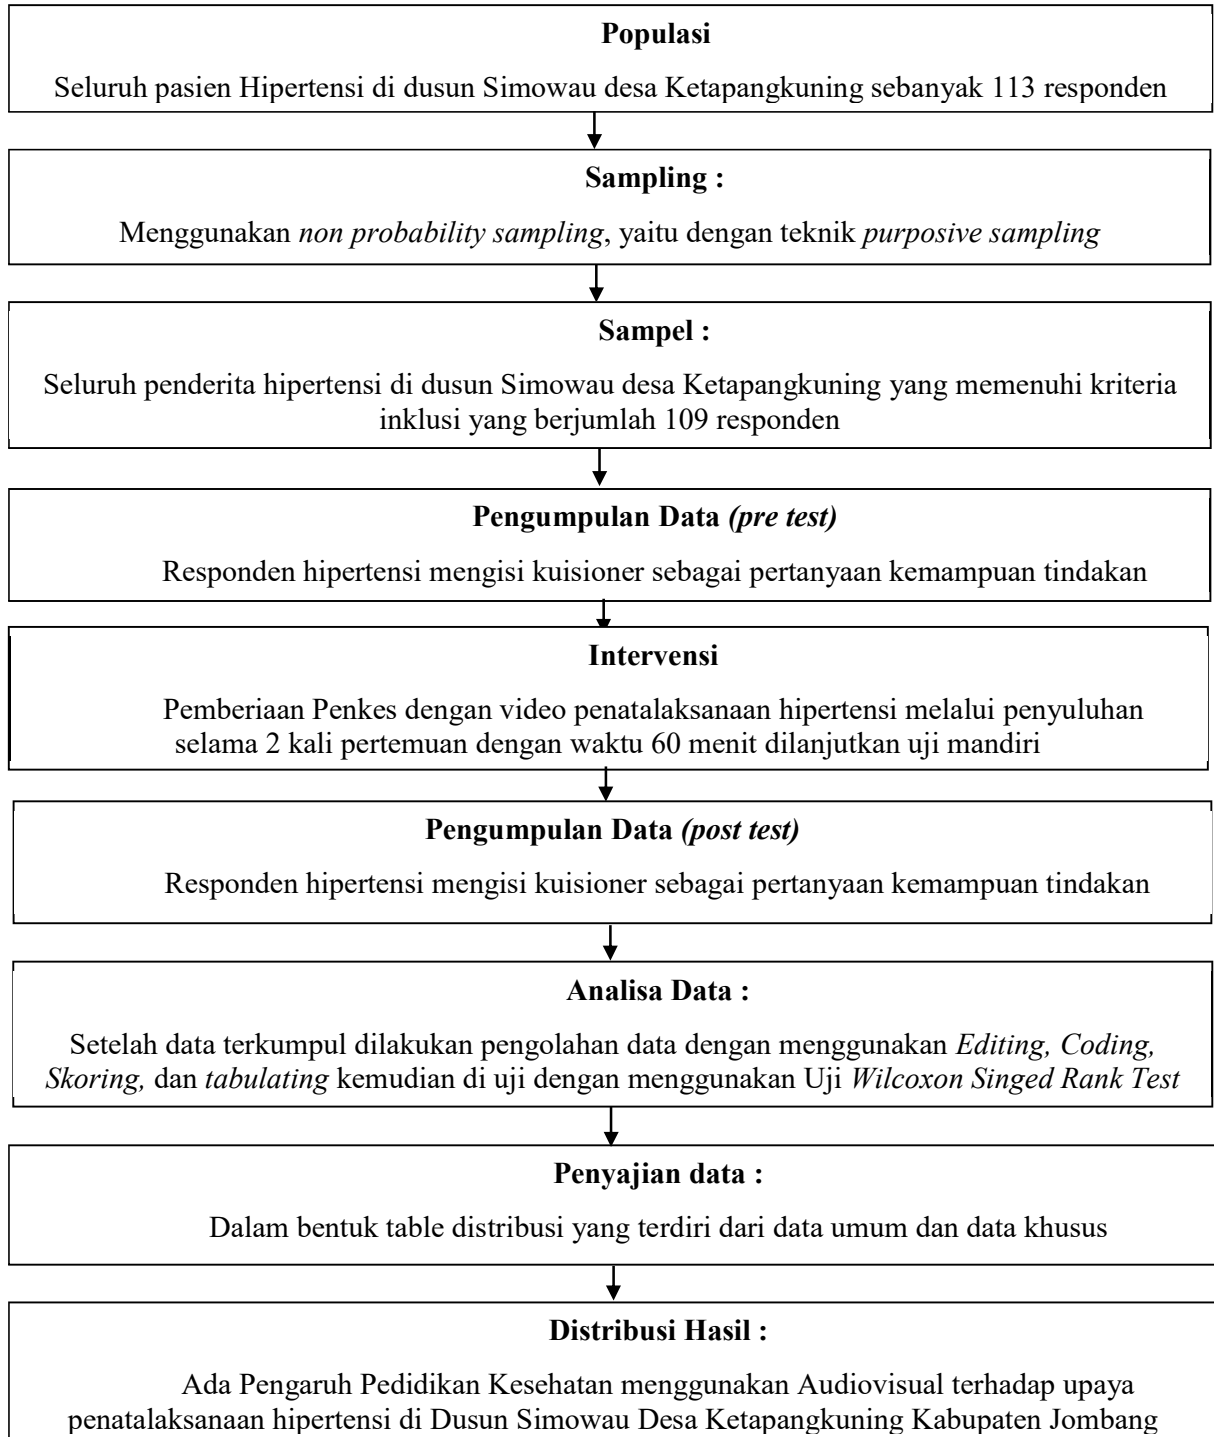 Populasi
Seluruh pasien Hipertensi di dusun Simowau desa Ketapangkuning sebanyak 113 responden
Sampling :
Menggunakan non probability sampling, yaitu dengan teknik purposive sampling
Sampel :
Seluruh penderita hipertensi di dusun Simowau desa Ketapangkuning yang memenuhi kriteria
inklusi yang berjumlah 109 responden
Pengumpulan Data (pre test)
Responden hipertensi mengisi kuisioner sebagai pertanyaan kemampuan tindakan
Intervensi
Pemberiaan Penkes dengan video penatalaksanaan hipertensi melalui penyuluhan
selama 2 kali pertemuan dengan waktu 60 menit dilanjutkan uji mandiri
Pengumpulan Data (post test)
Responden hipertensi mengisi kuisioner sebagai pertanyaan kemampuan tindakan
Analisa Data :
Setelah data terkumpul dilakukan pengolahan data dengan menggunakan Editing, Coding,
Skoring, dan tabulating kemudian di uji dengan menggunakan Uji Wilcoxon Singed Rank Test
Penyajian data :
Dalam bentuk table distribusi yang terdiri dari data umum dan data khusus
Distribusi Hasil :
Ada Pengaruh Pedidikan Kesehatan menggunakan Audiovisual terhadap upaya
penatalaksanaan hipertensi di Dusun Simowau Desa Ketapangkuning Kabupaten Jombang